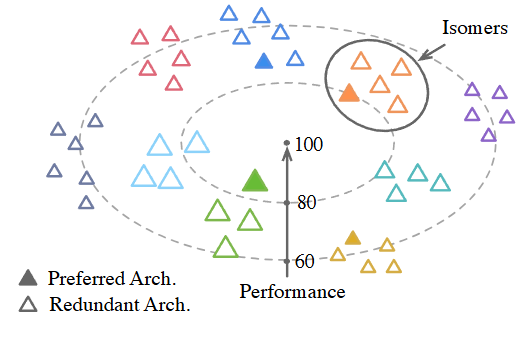 Isomers
100
80
60
Performance
Preferred Arch.
Redundant Arch.